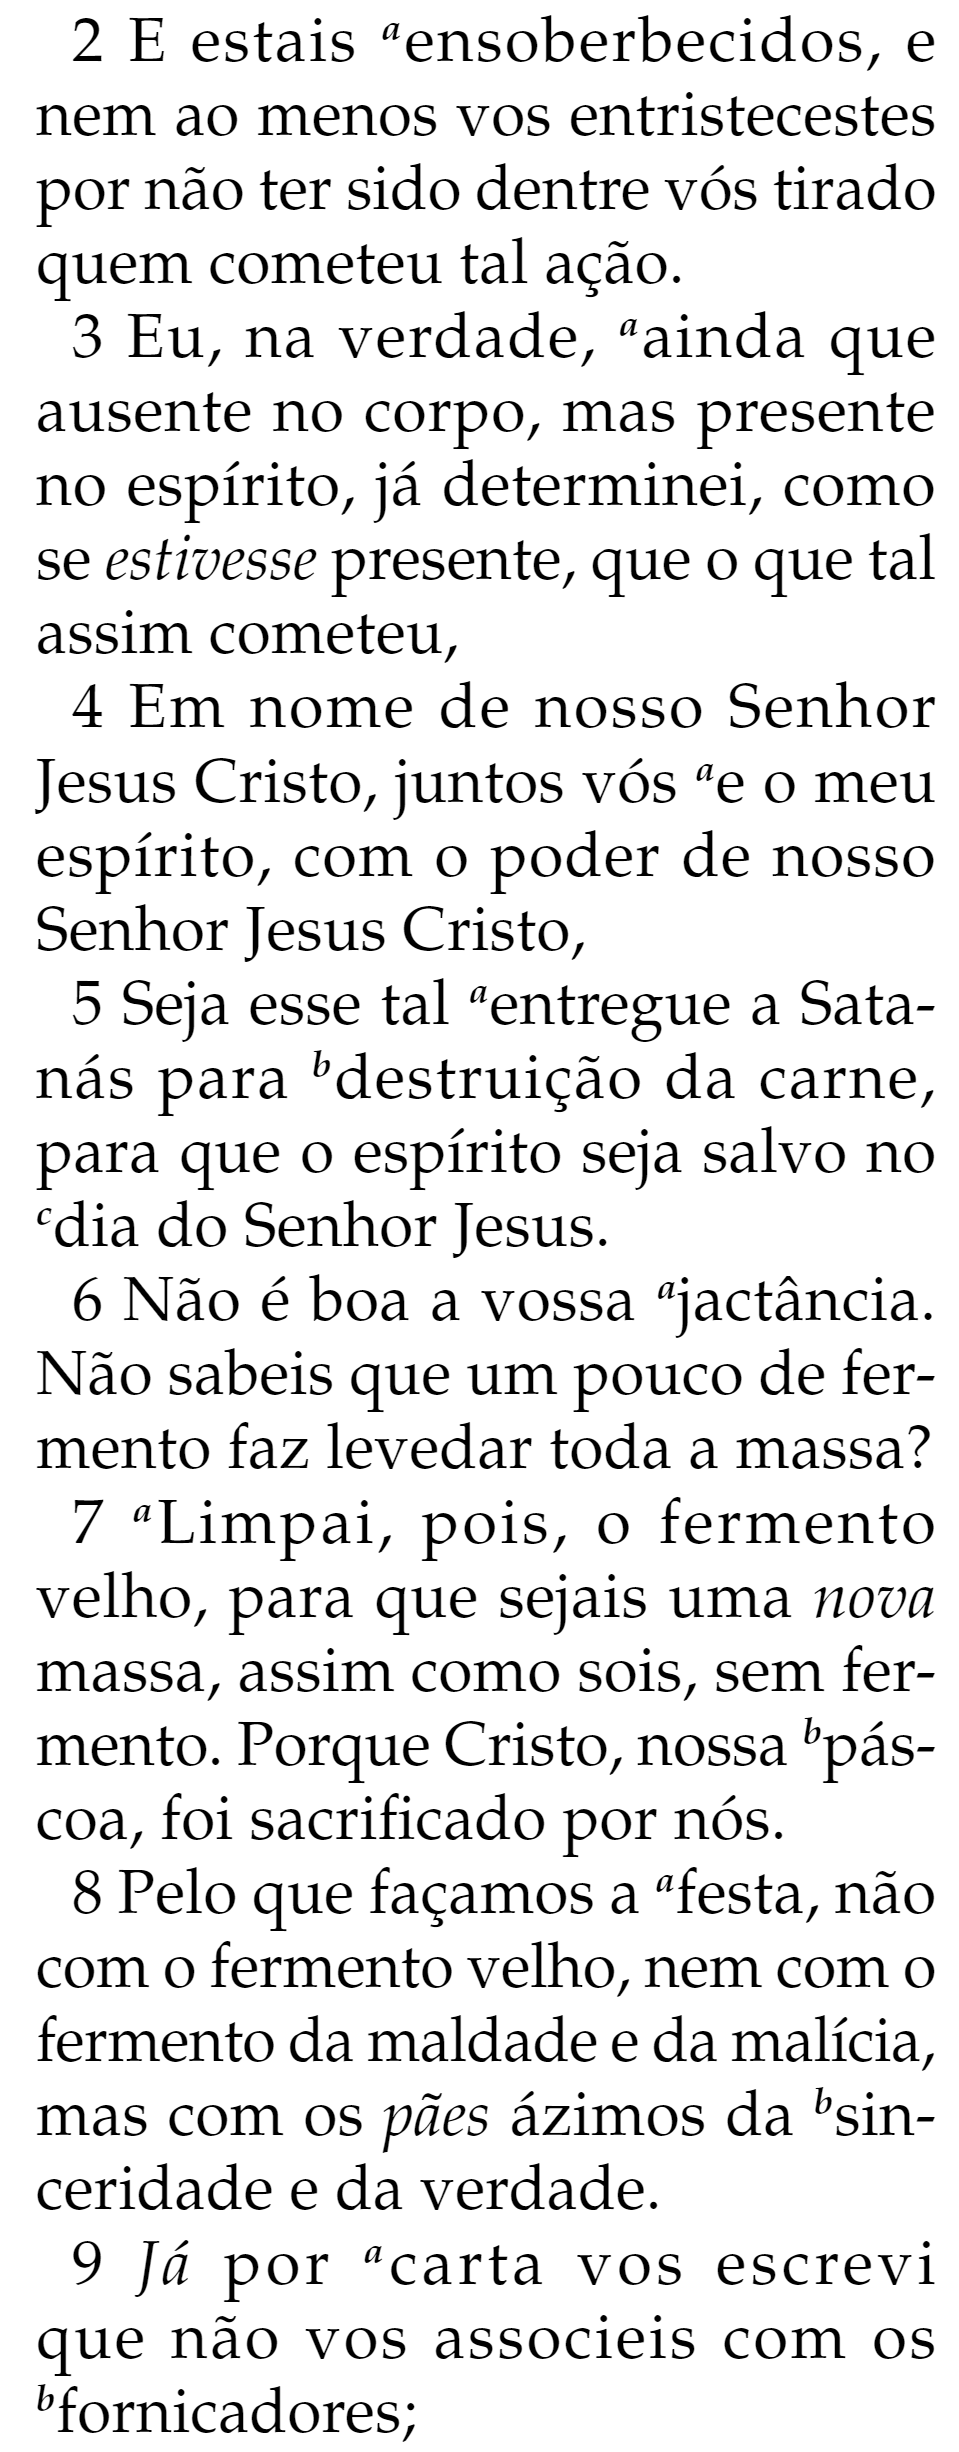 2 E estais ᵃensoberbecidos, e
nem ao menos vos entristecestes
por não ter sido dentre vós tirado
quem cometeu tal ação.
3 Eu, na verdade, ᵃainda que
ausente no corpo, mas presente
no espírito, já determinei, como
se estivesse presente, que o que tal
assim cometeu,
4 Em nome de nosso Senhor
Jesus Cristo, juntos vós ᵃe o meu
espírito, com o poder de nosso
Senhor Jesus Cristo,
5 Seja esse tal ᵃentregue a Sata-
nás para ᵇdestruição da carne,
para que o espírito seja salvo no
ᶜdia do Senhor Jesus.
6 Não é boa a vossa ᵃjactância.
Não sabeis que um pouco de fer-
mento faz levedar toda a massa?
7 ᵃLimpai, pois, o fermento
velho, para que sejais uma nova
massa, assim como sois, sem fer-
mento. Porque Cristo, nossa ᵇpás-
coa, foi sacrificado por nós.
8 Pelo que façamos a ᵃfesta, não
com o fermento velho, nem com o
fermento da maldade e da malícia,
mas com os pães ázimos da ᵇsin-
ceridade e da verdade.
9 Já por ᵃcarta vos escrevi
que não vos associeis com os
ᵇfornicadores;